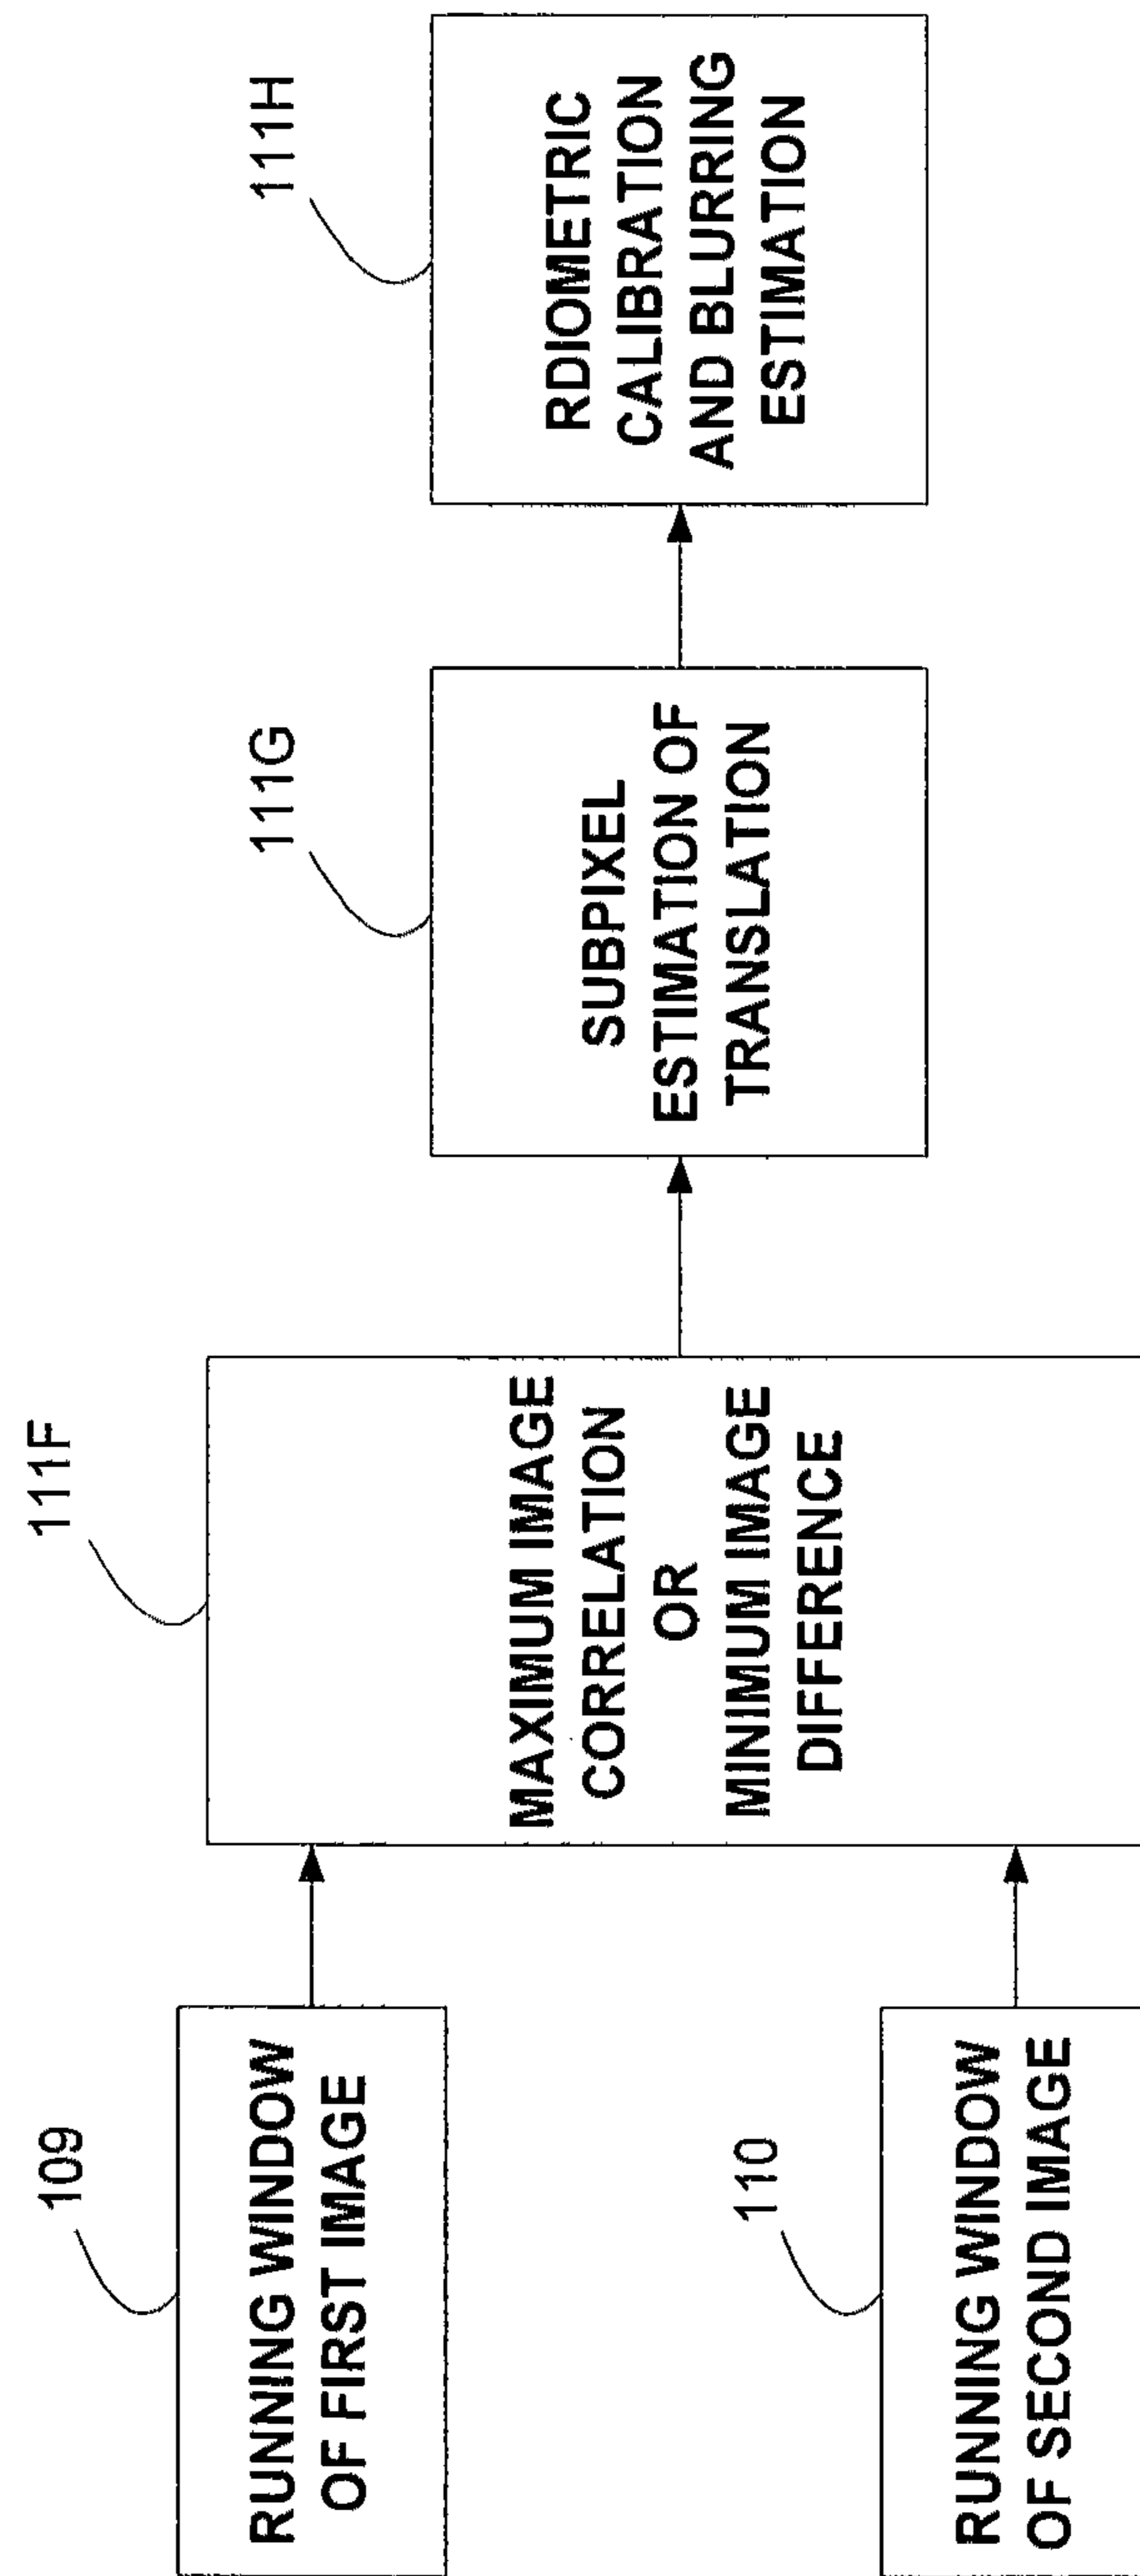 109
RUNNING WINDOW
OF FIRST IMAGE
110
RUNNING WINDOW
OF SECOND IMAGE
111F
MAXIMUM IMAGE
CORRELATION
OR
MINIMUM IMAGE
DIFFERENCE
111G
SUBPIXEL
ESTIMATION OF
TRANSLATION
111H
RDIOMETRIC
CALIBRATION
AND BLURRING
ESTIMATION